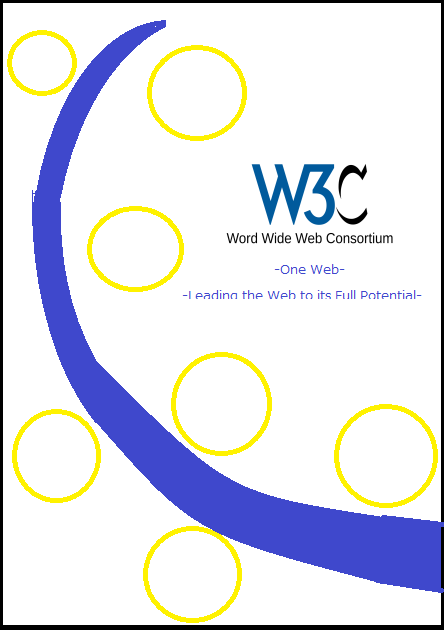 W3C
Word Wide Web Consortium
-One Web-
-Leading the Web to its Full Potential-